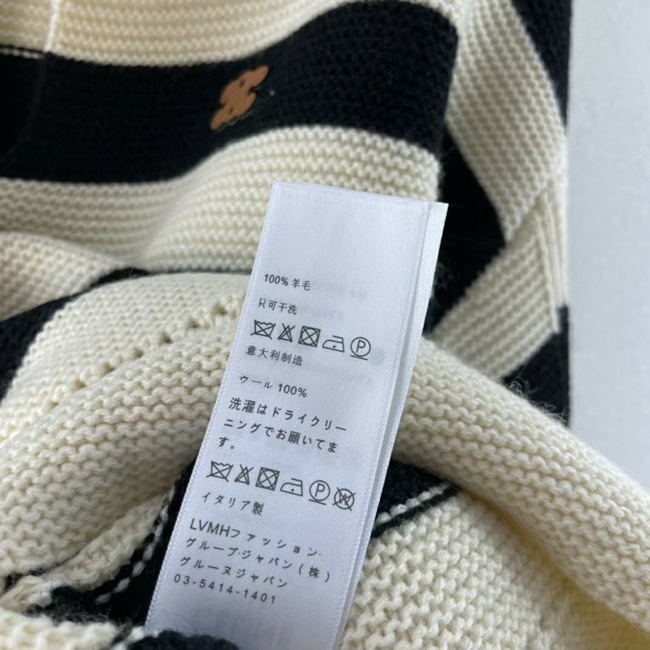 100% 羊毛
只可干洗
意大利制造
ウール 100%
洗濯はドライクリー
ニングでお願いてま
す。
イタリア製
LVMHファッション・
グループ・ジャパン(株)
グルーヌジャパン
03-5414-1401